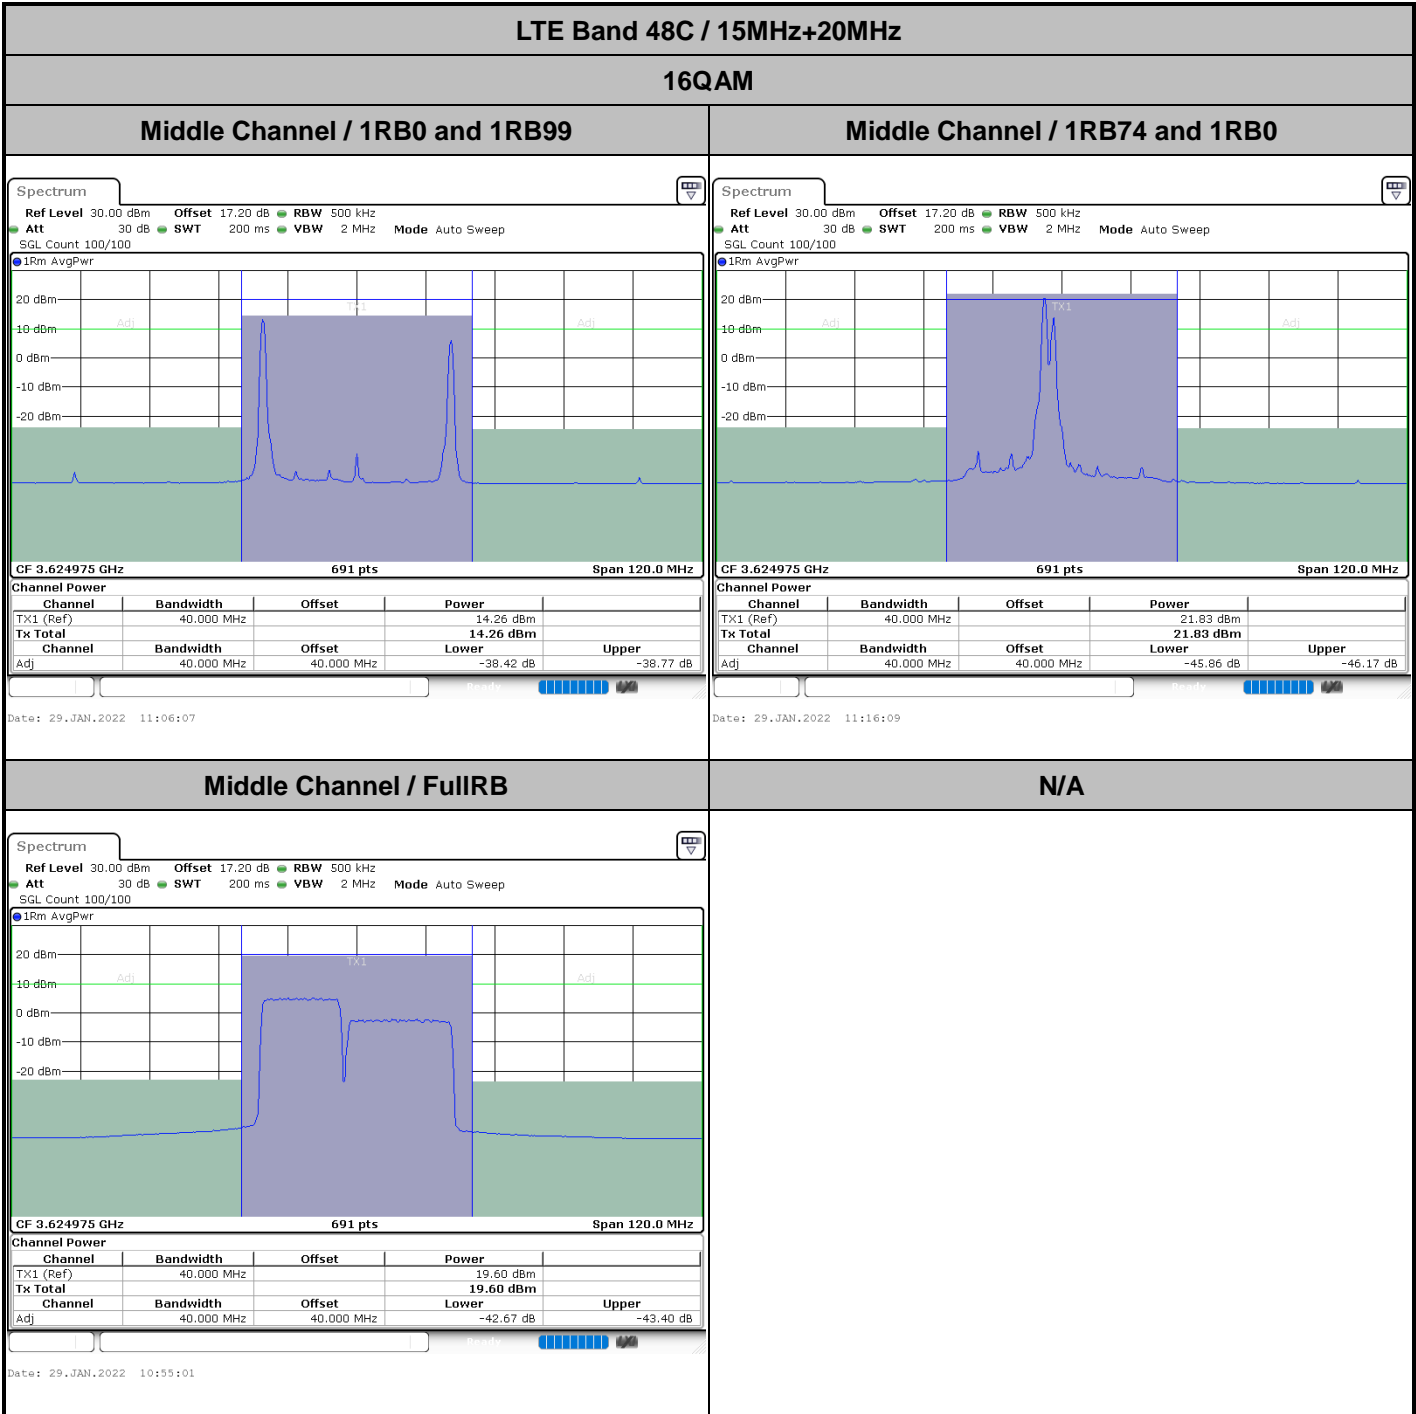 LTE Band 48C / 15MHz+20MHz
16QAM
Middle Channel / 1RB0 and 1RB99
Middle Channel / 1RB74 and 1RB0
Spectrum
Ref Level 30.00 dBm Offset 17.20 dB RBW 500 kHz
Att 30 dB SWT 200 ms VBW 2 MHz Mode Auto Sweep
SGL Count 100/100
1Rm AvgPwr
20 dBm
10 dBm
0 dBm
-10 dBm
-20 dBm
Adj
TX1
Adj
CF 3.624975 GHz 691 pts Span 120.0 MHz
Channel Power
Channel Bandwidth Offset Power
TX1 (Ref) 40.000 MHz 14.26 dBm
Tx Total 14.26 dBm
Channel Bandwidth Offset Lower Upper
Adj 40.000 MHz 40.000 MHz -38.42 dB -38.77 dB
Ready
Date: 29.JAN.2022 11:06:07
Spectrum
Ref Level 30.00 dBm Offset 17.20 dB RBW 500 kHz
Att 30 dB SWT 200 ms VBW 2 MHz Mode Auto Sweep
SGL Count 100/100
1Rm AvgPwr
20 dBm
10 dBm
0 dBm
-10 dBm
-20 dBm
Adj
TX1
Adj
CF 3.624975 GHz 691 pts Span 120.0 MHz
Channel Power
Channel Bandwidth Offset Power
TX1 (Ref) 40.000 MHz 21.83 dBm
Tx Total 21.83 dBm
Channel Bandwidth Offset Lower Upper
Adj 40.000 MHz 40.000 MHz -45.86 dB -46.17 dB
Ready
Date: 29.JAN.2022 11:16:09
Middle Channel / FullRB
N/A
Spectrum
Ref Level 30.00 dBm Offset 17.20 dB RBW 500 kHz
Att 30 dB SWT 200 ms VBW 2 MHz Mode Auto Sweep
SGL Count 100/100
1Rm AvgPwr
20 dBm
10 dBm
0 dBm
-10 dBm
-20 dBm
Adj
TX1
Adj
CF 3.624975 GHz 691 pts Span 120.0 MHz
Channel Power
Channel Bandwidth Offset Power
TX1 (Ref) 40.000 MHz 19.60 dBm
Tx Total 19.60 dBm
Channel Bandwidth Offset Lower Upper
Adj 40.000 MHz 40.000 MHz -42.67 dB -43.40 dB
Ready
Date: 29.JAN.2022 10:55:01